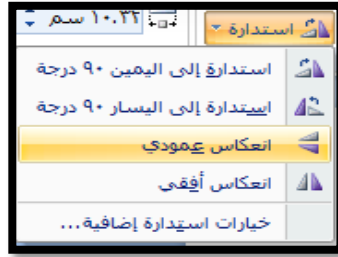 استدارة ١٠.٣٢ سم
استدارة إلى اليمين ٩٠ درجة
استدارة إلى اليسار ٩٠ درجة
انعكاس عمودي
انعكاس أفقي
خيارات استدارة إضافية...